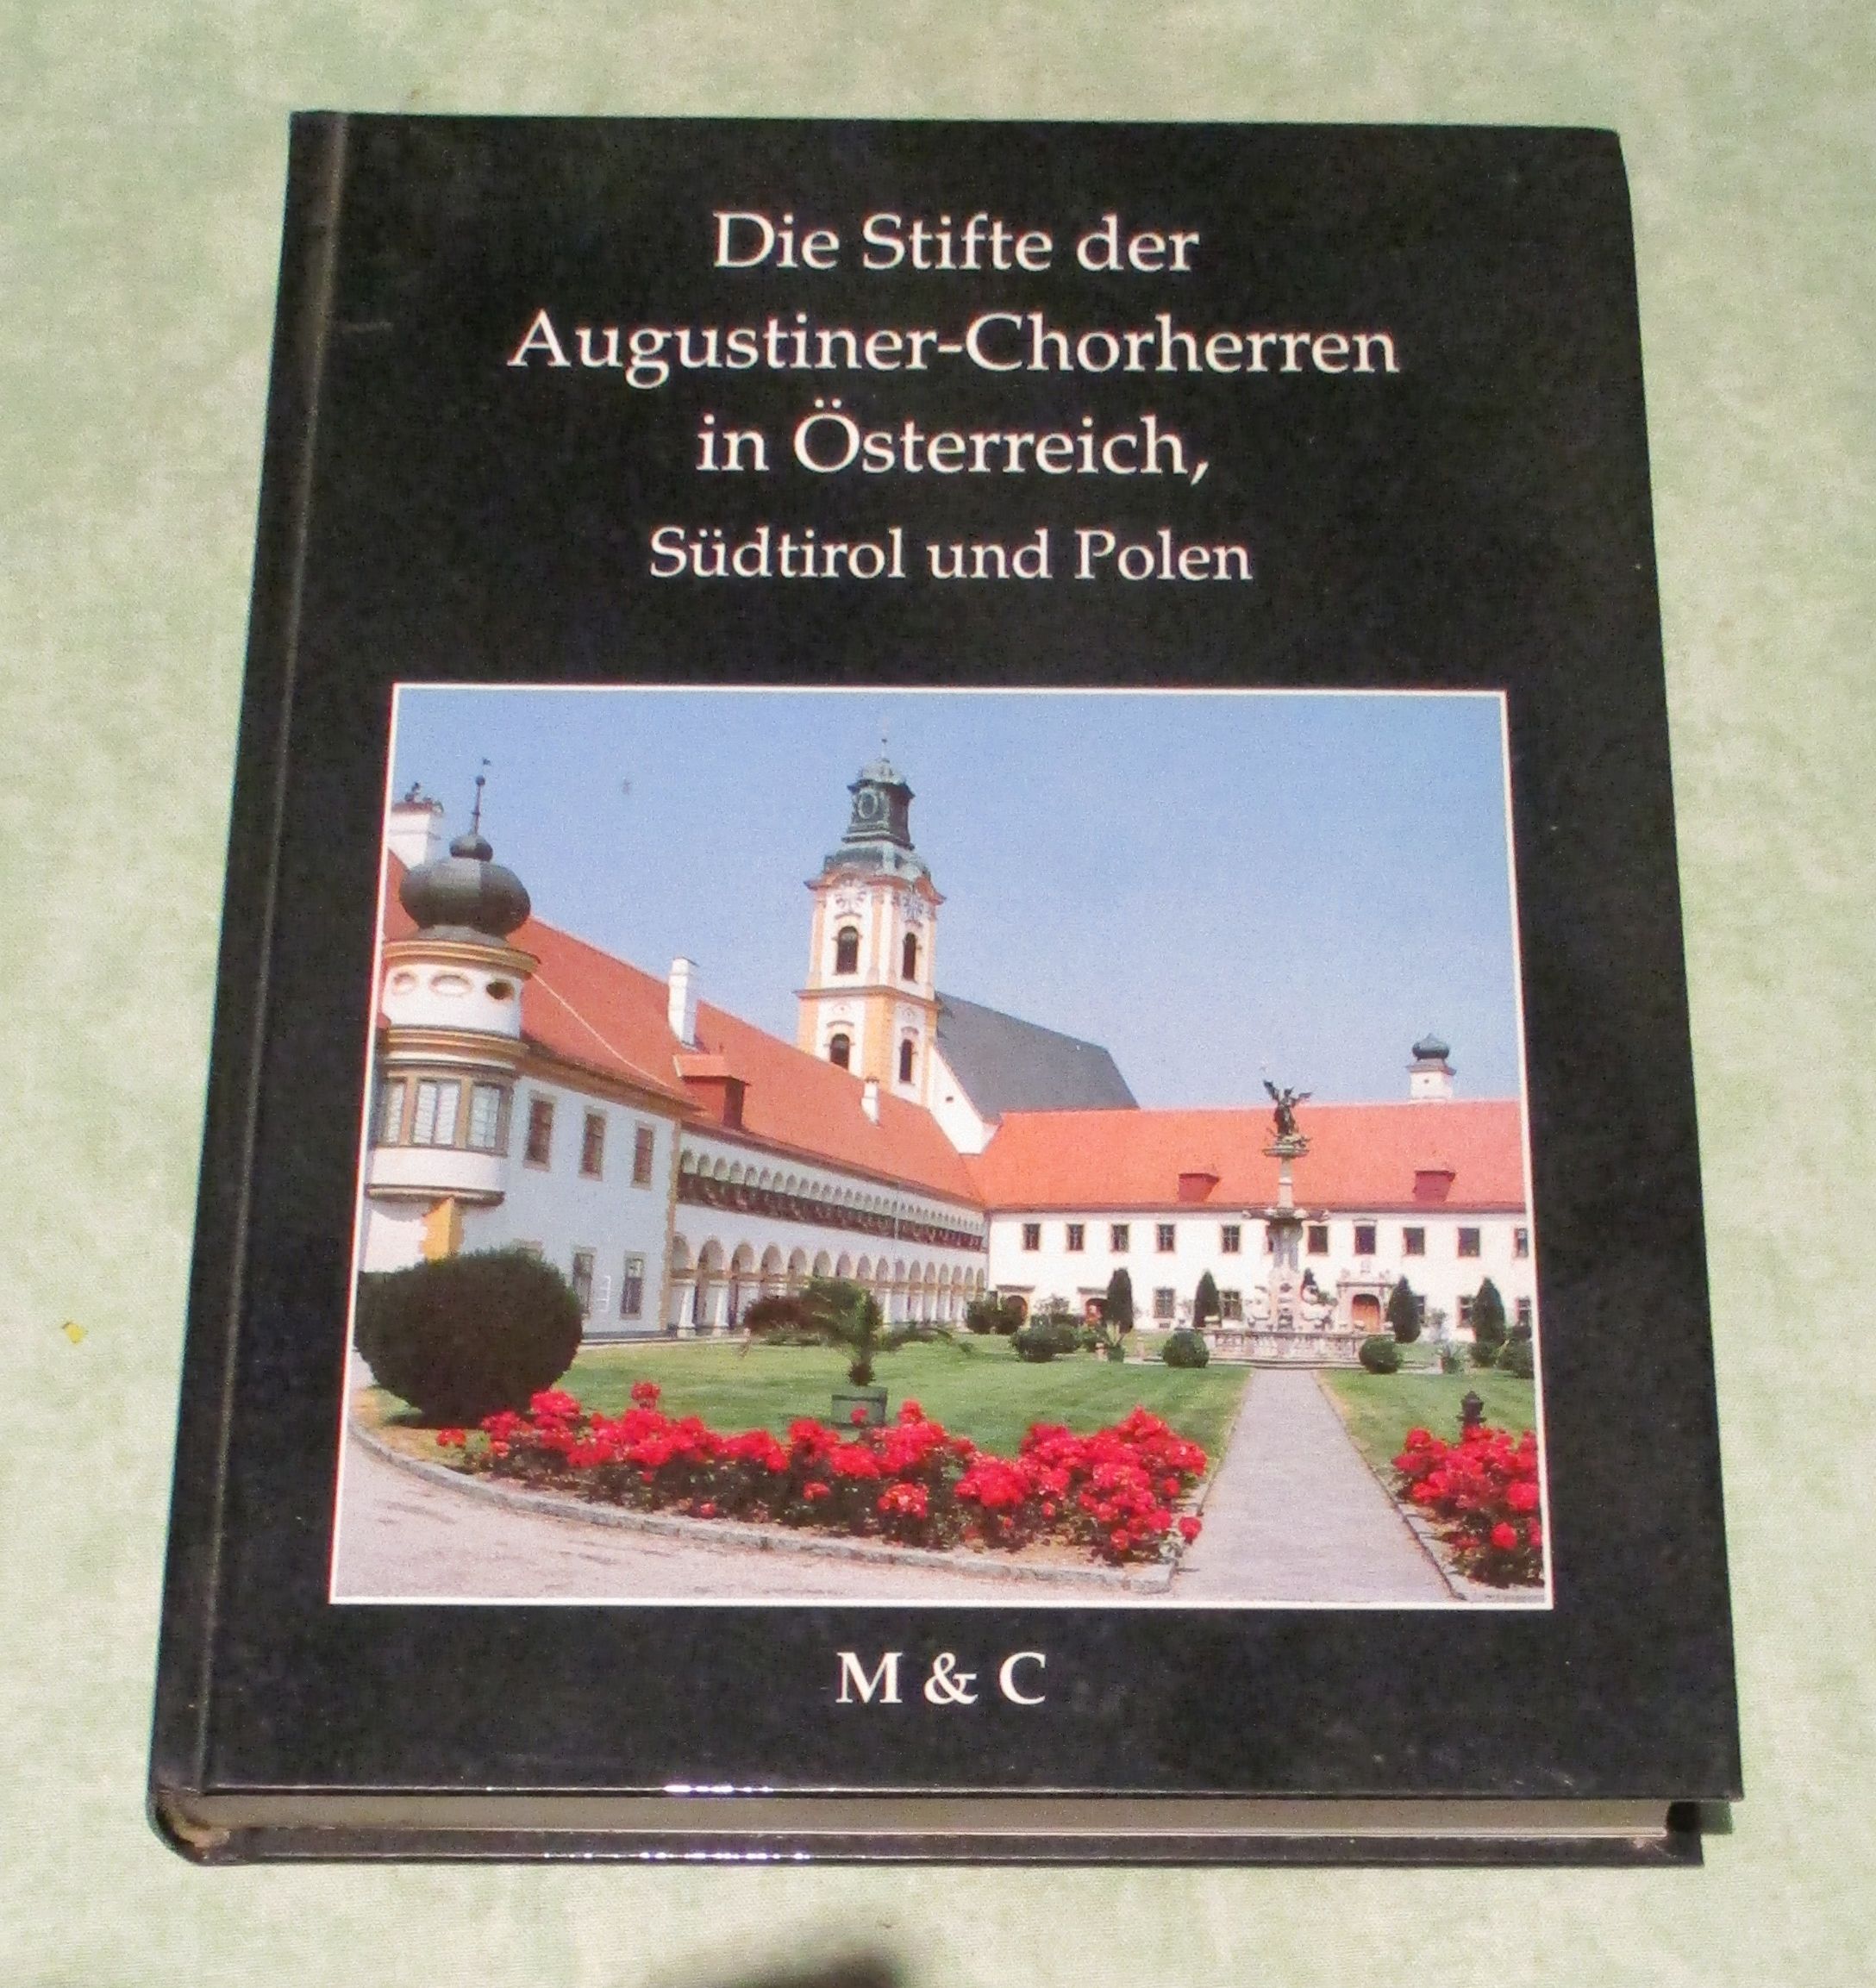 Die Stifte der
Augustiner-Chorherren
in Österreich,
Südtirol und Polen
M & C